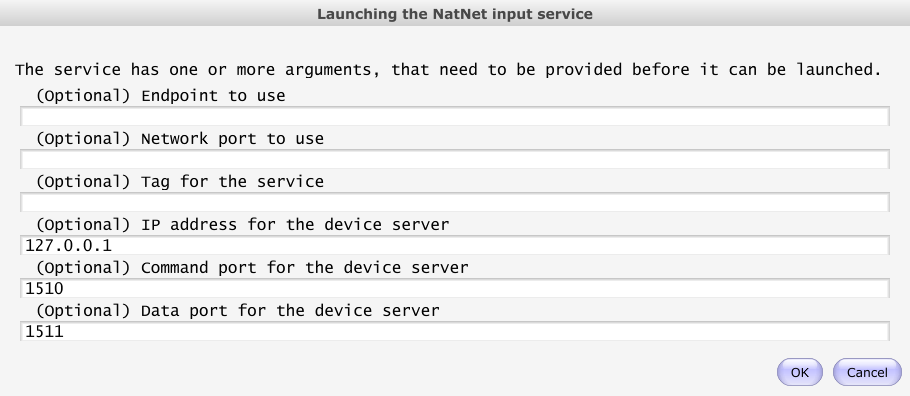 Launching the NatNet input service
The service has one or more arguments, that need to be provided before it can be launched.
(Optional) Endpoint to use
(Optional) Network port to use
(Optional) Tag for the service
(Optional) IP address for the device server
127.0.0.1
(Optional) Command port for the device server
1510
(Optional) Data port for the device server
1511
OK Cancel